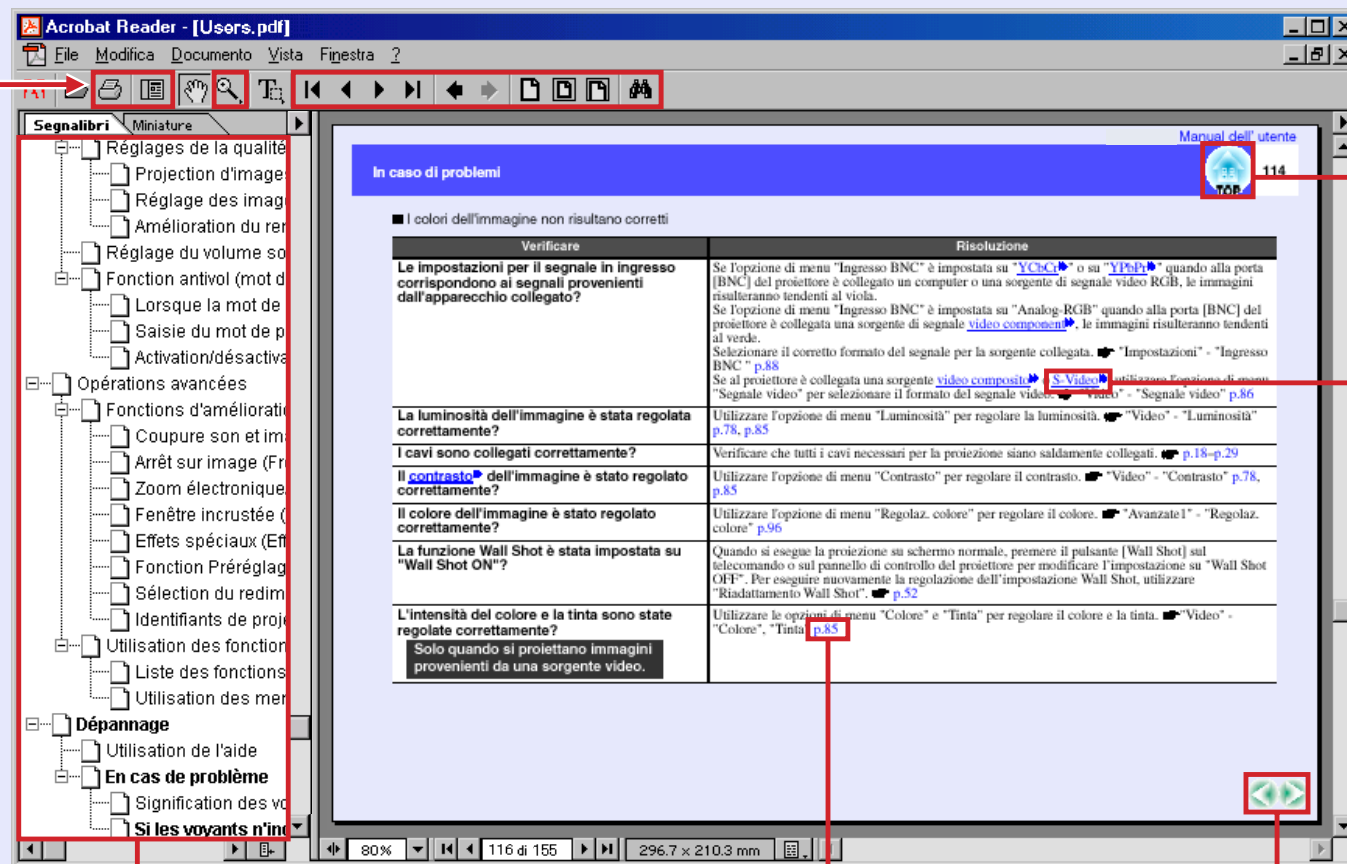 Acrobat Reader - [Users.pdf]
File Modifica Documento Vista Finestra ?
Segnalibri Miniature
Réglages de la qualité
Projection d'image
Réglage des imag
Amélioration du rer
Réglage du volume so
Fonction antivol (mot d
Lorsque la mot de
Saisie du mot de p
Activation/désactiva
Opérations avancées
Fonctions d'améliorati
Coupure son et im
Arrêt sur image (Fr
Zoom électronique
Fenêtre incrustée (
Effets spéciaux (Eff
Fonction Préréglag
Sélection du redim
Identifiants de proje
Utilisation des fonction
Liste des fonctions
Utilisation des mer
Dépannage
Utilisation de l'aide
En cas de problème
Signification des vo
Si les voyants n'ind
Manual dell' utente
In caso di problemi
TOP
114
I colori dell'immagine non risultano corretti
Verificare Risoluzione
Le impostazioni per il segnale in ingresso
corrispondono ai segnali provenienti
dall'apparecchio collegato?
Se l'opzione di menu "Ingresso BNC" è impostata su "YCbCr" o su "YPbPr" quando alla porta
[BNC] del proiettore è collegato un computer o una sorgente di segnale video RGB, le immagini
risulteranno tendenti al viola.
Se l'opzione di menu "Ingresso BNC" è impostata su "Analog-RGB" quando alla porta [BNC] del
proiettore è collegata una sorgente di segnale video component, le immagini risulteranno tendenti
al verde.
Selezionare il corretto formato del segnale per la sorgente collegata. "Impostazioni" - "Ingresso
BNC " p.88
Se al proiettore è collegata una sorgente video composito o S-Video utilizzare l'opzione di menu
"Segnale video" per selezionare il formato del segnale video. "Video" - "Segnale video" p.86
La luminosità dell'immagine è stata regolata
correttamente?
Utilizzare l'opzione di menu "Luminosità" per regolare la luminosità. "Video" - "Luminosità"
p.78, p.85
I cavi sono collegati correttamente?
Verificare che tutti i cavi necessari per la proiezione siano saldamente collegati. p.18–p.29
Il contrasto dell'immagine è stato regolato
correttamente?
Utilizzare l'opzione di menu "Contrasto" per regolare il contrasto. "Video" - "Contrasto" p.78,
p.85
Il colore dell'immagine è stato regolato
correttamente?
Utilizzare l'opzione di menu "Regolaz. colore" per regolare il colore. "Avanzate1" - "Regolaz.
colore" p.96
La funzione Wall Shot è stata impostata su
"Wall Shot ON"?
Quando si esegue la proiezione su schermo normale, premere il pulsante [Wall Shot] sul
telecomando o sul pannello di controllo del proiettore per modificare l'impostazione su "Wall Shot
OFF". Per eseguire nuovamente la regolazione dell'impostazione Wall Shot, utilizzare
"Riadattamento Wall Shot". p.52
L'intensità del colore e la tinta sono state
regolate correttamente?
Solo quando si proiettano immagini
provenienti da una sorgente video.
Utilizzare le opzioni di menu "Colore" e "Tinta" per regolare il colore e la tinta. "Video" -
"Colore", "Tinta" p.85
80% 116 di 155 296.7 x 210.3 mm